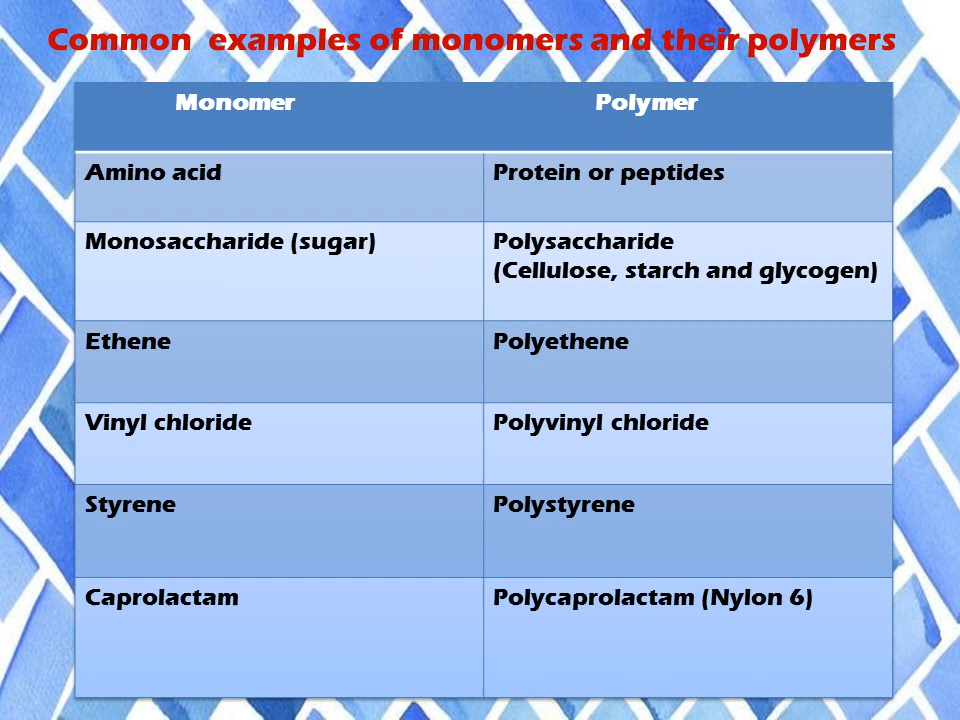 Common examples of monomers and their polymers
Monomer Polymer
Amino acid Protein or peptides
Monosaccharide (sugar) Polysaccharide
(Cellulose, starch and glycogen)
Ethene Polyethene
Vinyl chloride Polyvinyl chloride
Styrene Polystyrene
Caprolactam Polycaprolactam (Nylon 6)